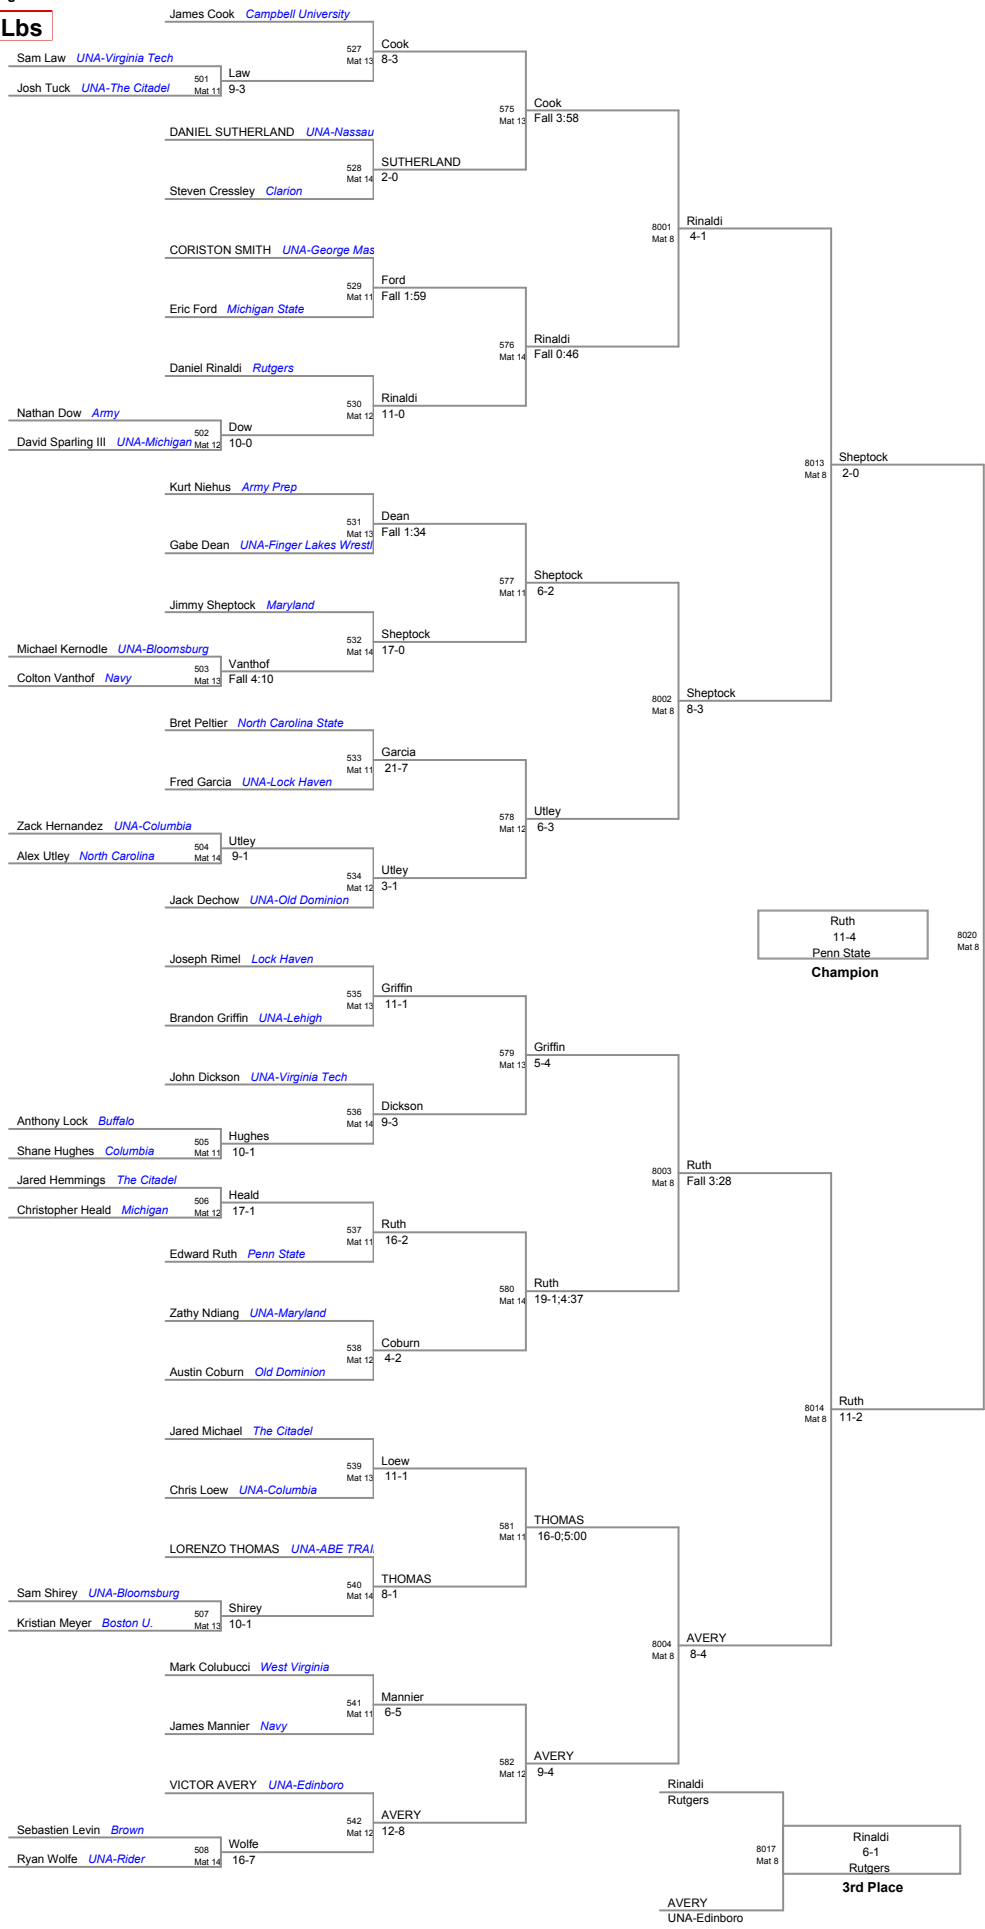 Lbs
James Cook Campbell University
527
Mat 13
Cook
8-3
Sam Law UNA-Virginia Tech
501
Mat 11
Law
9-3
Josh Tuck UNA-The Citadel
575
Mat 13
Cook
Fall 3:58
DANIEL SUTHERLAND UNA-Nassau
528
Mat 14
SUTHERLAND
2-0
Steven Cressley Clarion
8001
Mat 8
Rinaldi
4-1
CORISTON SMITH UNA-George Mas
529
Mat 11
Ford
Fall 1:59
Eric Ford Michigan State
576
Mat 14
Rinaldi
Fall 0:46
Daniel Rinaldi Rutgers
530
Mat 12
Rinaldi
11-0
Nathan Dow Army
502
Mat 12
Dow
10-0
David Sparling III UNA-Michigan
8013
Mat 8
Sheptock
2-0
Kurt Niehus Army Prep
531
Mat 13
Dean
Fall 1:34
Gabe Dean UNA-Finger Lakes Wrestl
577
Mat 11
Sheptock
6-2
Jimmy Sheptock Maryland
532
Mat 14
Sheptock
17-0
Michael Kernodle UNA-Bloomsburg
503
Mat 13
Vanthof
Fall 4:10
Colton Vanthof Navy
8002
Mat 8
Sheptock
8-3
Bret Peltier North Carolina State
533
Mat 11
Garcia
21-7
Fred Garcia UNA-Lock Haven
578
Mat 12
Utley
6-3
Zack Hernandez UNA-Columbia
504
Mat 14
Utley
9-1
Alex Utley North Carolina
534
Mat 12
Utley
3-1
Jack Dechow UNA-Old Dominion
Ruth
11-4
Penn State
Champion
8020
Mat 8
Joseph Rimel Lock Haven
535
Mat 13
Griffin
11-1
Brandon Griffin UNA-Lehigh
579
Mat 13
Griffin
5-4
John Dickson UNA-Virginia Tech
536
Mat 14
Dickson
9-3
Anthony Lock Buffalo
505
Mat 11
Hughes
10-1
Shane Hughes Columbia
8003
Mat 8
Ruth
Fall 3:28
Jared Hemmings The Citadel
506
Mat 12
Heald
17-1
Christopher Heald Michigan
537
Mat 11
Ruth
16-2
Edward Ruth Penn State
580
Mat 14
Ruth
19-1;4:37
Zathy Ndiang UNA-Maryland
538
Mat 12
Coburn
4-2
Austin Coburn Old Dominion
8014
Mat 8
Ruth
11-2
Jared Michael The Citadel
539
Mat 13
Loew
11-1
Chris Loew UNA-Columbia
581
Mat 11
THOMAS
16-0;5:00
LORENZO THOMAS UNA-ABE TRAI
540
Mat 14
THOMAS
8-1
Sam Shirey UNA-Bloomsburg
507
Mat 13
Shirey
10-1
Kristian Meyer Boston U.
8004
Mat 8
AVERY
8-4
Mark Colubucci West Virginia
541
Mat 11
Mannier
6-5
James Mannier Navy
582
Mat 12
AVERY
9-4
VICTOR AVERY UNA-Edinboro
542
Mat 12
AVERY
12-8
Sebastien Levin Brown
508
Mat 14
Wolfe
16-7
Ryan Wolfe UNA-Rider
Rinaldi
Rutgers
8017
Mat 8
Rinaldi
6-1
Rutgers
3rd Place
AVERY
UNA-Edinboro